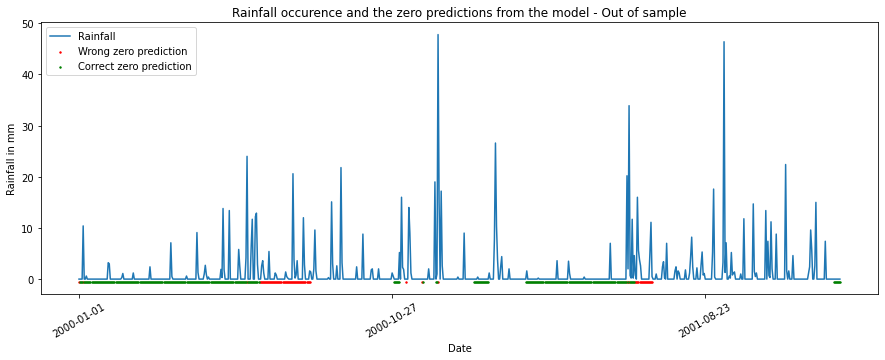 Rainfall occurence and the zero predictions from the model - Out of sample
Rainfall
Wrong zero prediction
Correct zero prediction
Rainfall in mm
50
40
30
20
10
0
2000-01-01
2000-10-27
2001-08-23
Date